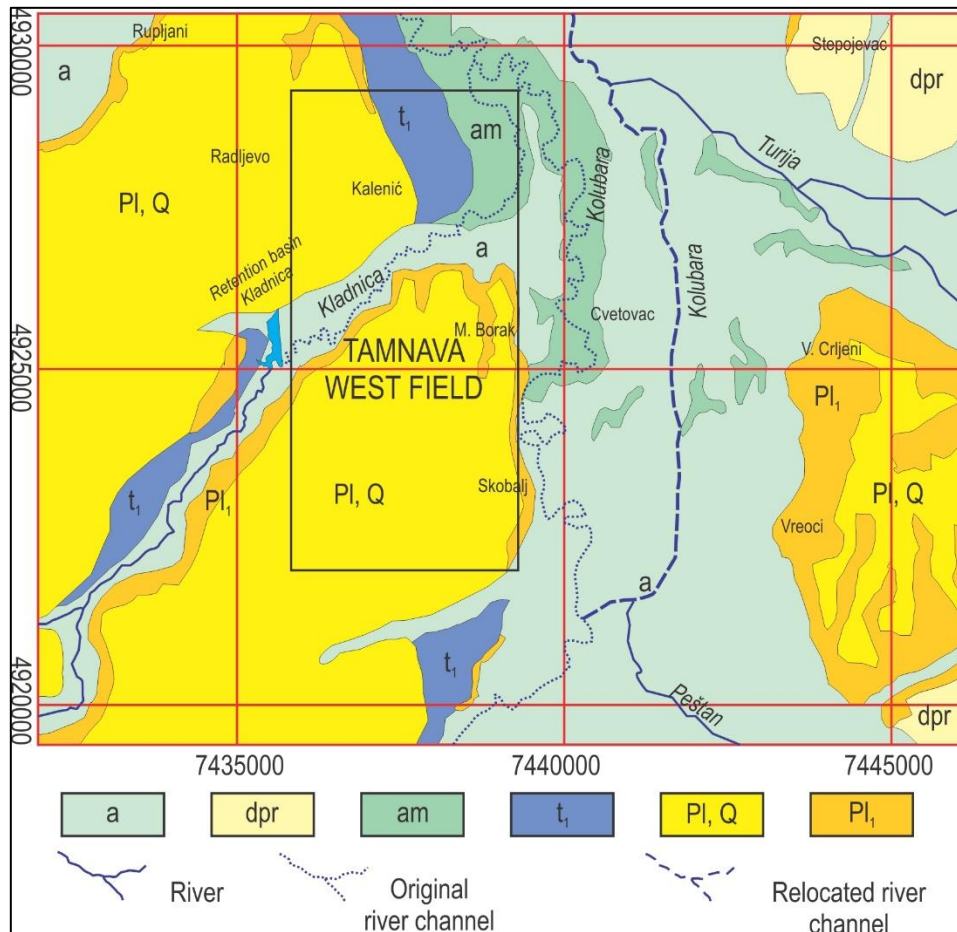 4930000
4925000
4920000
Rupljani
Stepojevac
a
dpr
t₁
am
Turija
Radljevo
Kalenić
Kolubara
Pl, Q
Kolubara
a
Retention basin
Kladnica
Kladnica
Cvetovac
M. Borak
V. Crljeni
TAMNAVA
WEST FIELD
Pl₁
Skobalj
Pl, Q
Pl, Q
t₁
Pl₁
Vreoci
a
t₁
Peštan
dpr
7435000
7440000
7445000
a
dpr
am
t₁
Pl, Q
Pl₁
River
Original
river channel
Relocated river
channel